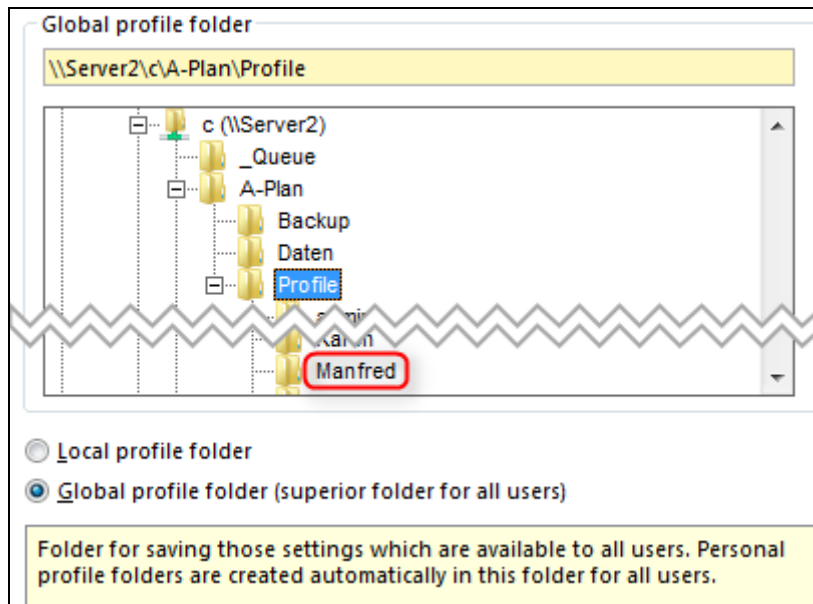 Global profile folder
\\Server2\c\A-Plan\Profile
c (\\Server2)
_Queue
A-Plan
Backup
Daten
Profile
Manfred
Local profile folder
Global profile folder (superior folder for all users)
Folder for saving those settings which are available to all users. Personal
profile folders are created automatically in this folder for all users.